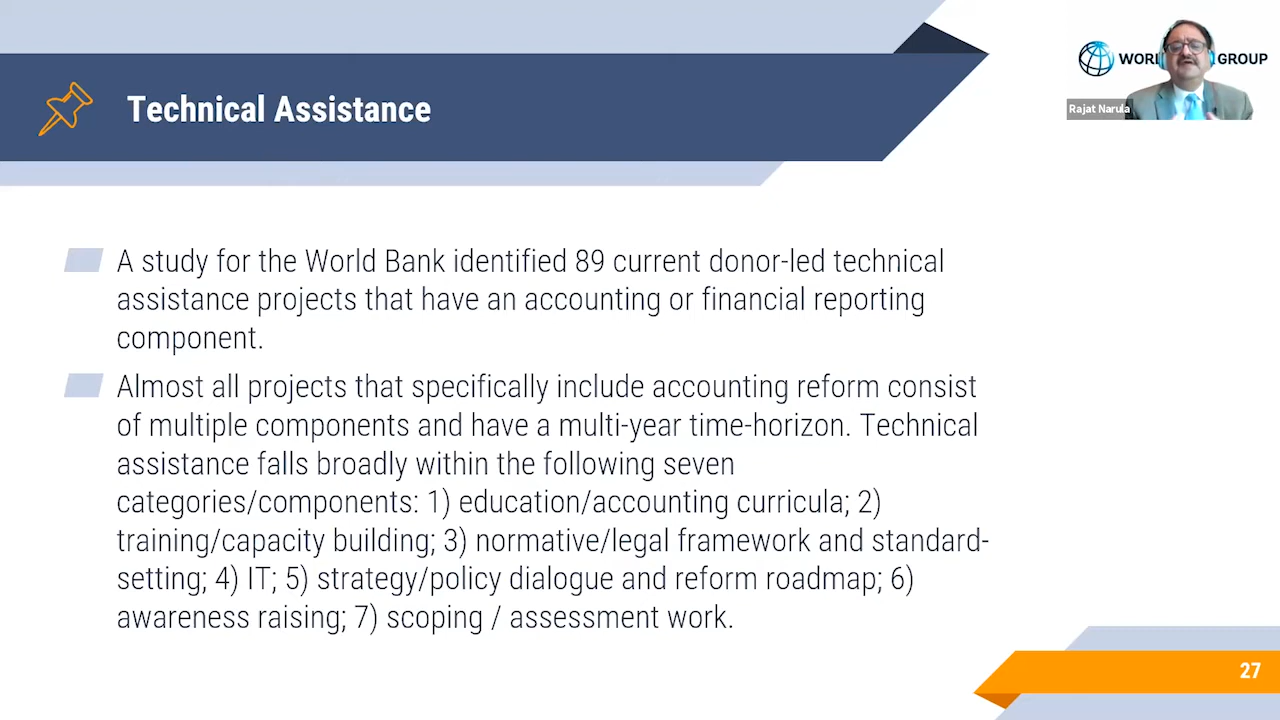 Technical Assistance
WORL GROUP
Rajat Narula
A study for the World Bank identified 89 current donor-led technical
assistance projects that have an accounting or financial reporting
component.
Almost all projects that specifically include accounting reform consist
of multiple components and have a multi-year time-horizon. Technical
assistance falls broadly within the following seven
categories/components: 1) education/accounting curricula; 2)
training/capacity building; 3) normative/legal framework and standard-
setting; 4) IT; 5) strategy/policy dialogue and reform roadmap; 6)
awareness raising; 7) scoping / assessment work.
27